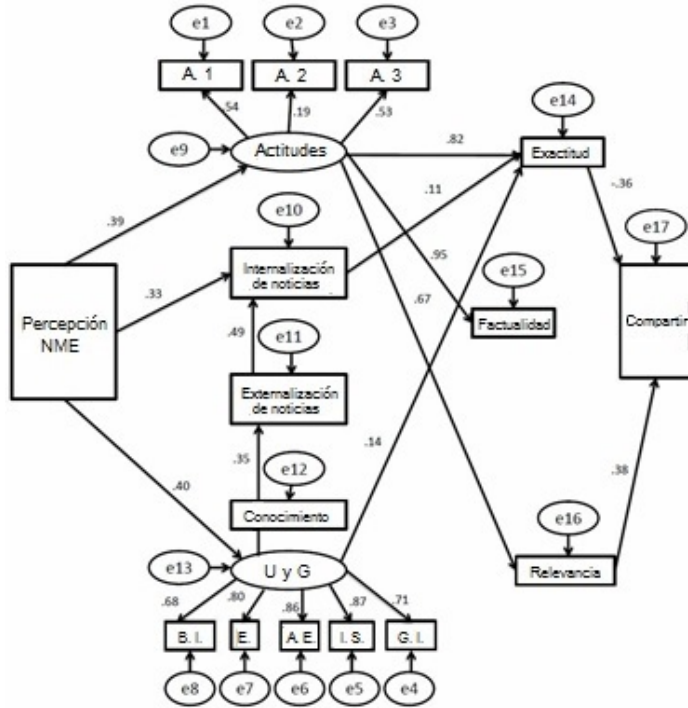 e1
e2
e3
A. 1
A. 2
A. 3
.54
.19
.53
e14
e9
Actitudes
.82
Exactitud
.39
e10
.11
-.36
Internalización
de noticias
.95
e17
.33
e15
.67
Percepción
NME
.49
e11
Factualidad
Compartir
Externalización
de noticias
.35
e12
.14
.40
.38
Conocimiento
e16
e13
U y G
Relevancia
.68
.80
.86
.87
.71
B. I.
E.
A. E.
I. S.
G. I.
e8
e7
e6
e5
e4